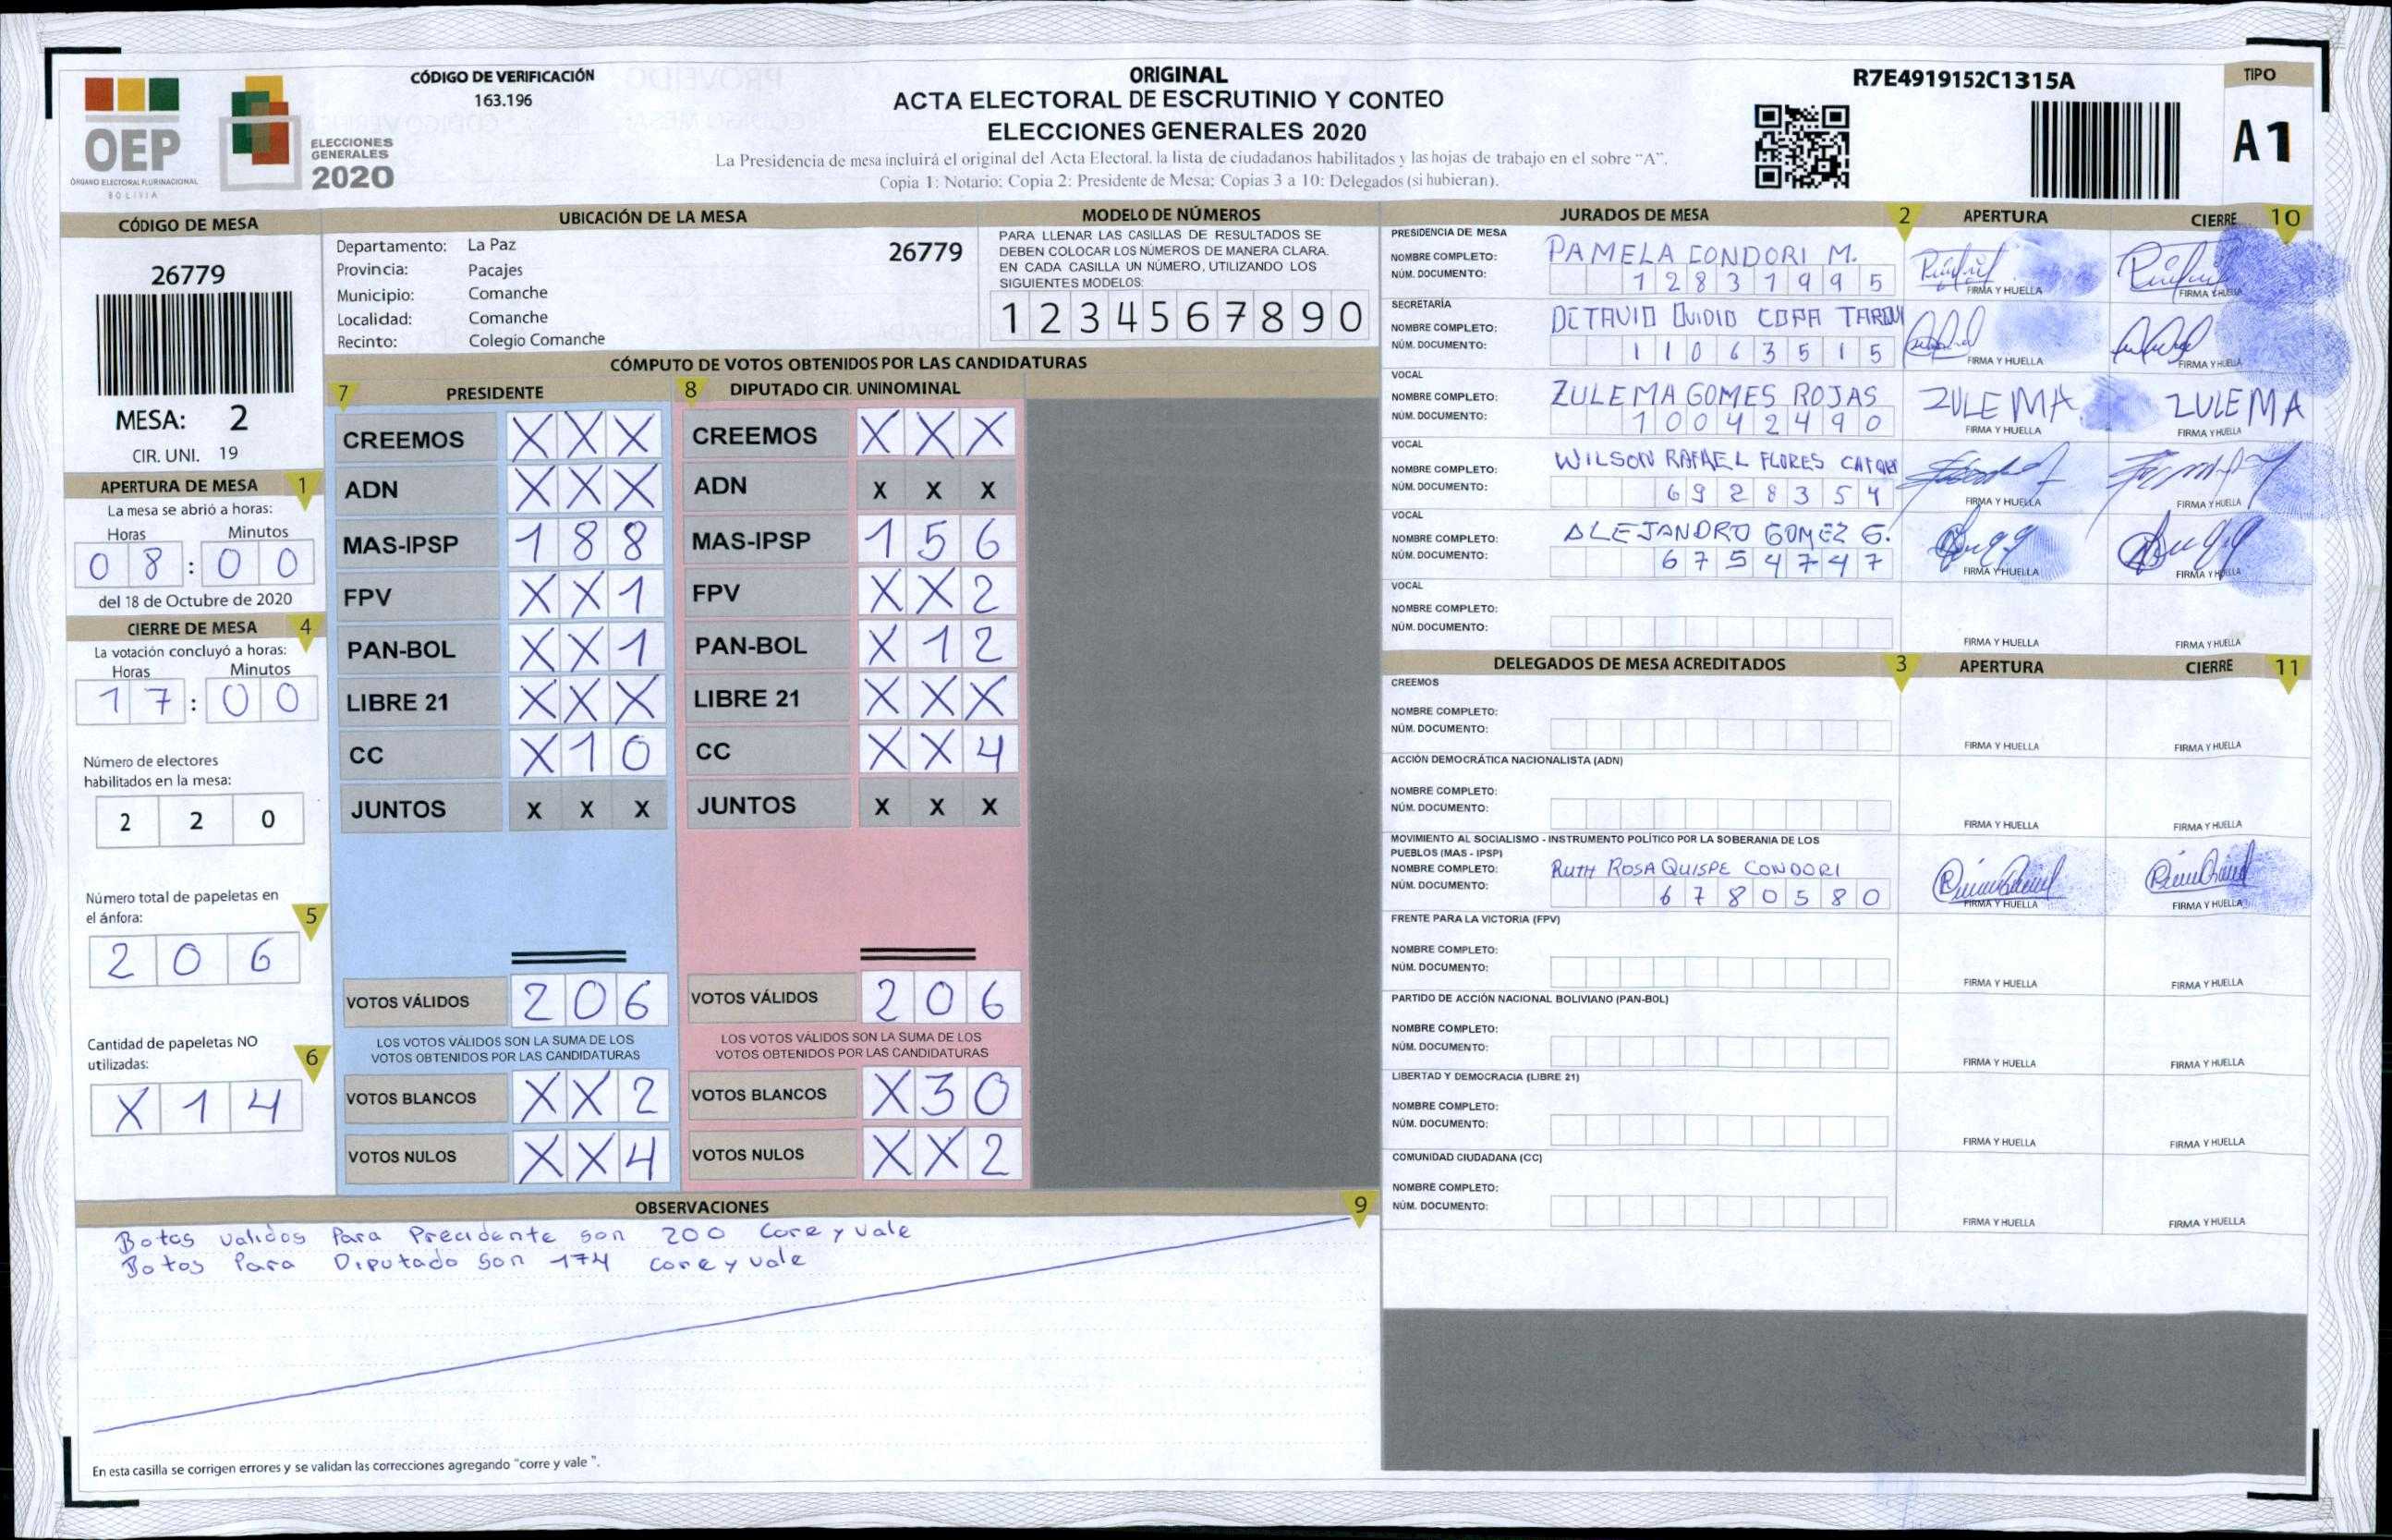 CÓDIGO DE VERIFICACIÓN
163.196
ORIGINAL
ACTA ELECTORAL DE ESCRUTINIO Y CONTEO
ELECCIONES GENERALES 2020
La Presidencia de mesa incluirá el original del Acta Electoral, la lista de ciudadanos habilitados y las hojas de trabajo en el sobre "A".
Copia 1: Notario; Copia 2: Presidente de Mesa; Copias 3 a 10: Delegados (si hubieran).
R7E4919152C1315A
TIPO
A1
OEP
ÓRGANO ELECTORAL PLURINACIONAL
BOLIVIA
ELECCIONES
GENERALES
2020
CÓDIGO DE MESA
26779
MESA: 2
CIR. UNI. 19
APERTURA DE MESA 1
La mesa se abrió a horas:
Horas Minutos
0 8 : 0 0
del 18 de Octubre de 2020
CIERRE DE MESA 4
La votación concluyó a horas:
Horas Minutos
1 7 : 0 0
Número de electores
habilitados en la mesa:
2 2 0
Número total de papeletas en
el ánfora: 5
2 0 6
Cantidad de papeletas NO
utilizadas: 6
X 1 4
UBICACIÓN DE LA MESA
Departamento: La Paz 26779
Provincia: Pacajes
Municipio: Comanche
Localidad: Comanche
Recinto: Colegio Comanche
MODELO DE NÚMEROS
PARA LLENAR LAS CASILLAS DE RESULTADOS SE
DEBEN COLOCAR LOS NÚMEROS DE MANERA CLARA.
EN CADA CASILLA UN NÚMERO, UTILIZANDO LOS
SIGUIENTES MODELOS:
1 2 3 4 5 6 7 8 9 0
CÓMPUTO DE VOTOS OBTENIDOS POR LAS CANDIDATURAS
7 PRESIDENTE 8 DIPUTADO CIR. UNINOMINAL
CREEMOS X X X CREEMOS X X X
ADN X X X ADN X X X
MAS-IPSP 1 8 8 MAS-IPSP 1 5 6
FPV X X 1 FPV X X 2
PAN-BOL X X 1 PAN-BOL X 1 2
LIBRE 21 X X X LIBRE 21 X X X
CC X 1 0 CC X X 4
JUNTOS X X X JUNTOS X X X
VOTOS VÁLIDOS 2 0 6 VOTOS VÁLIDOS 2 0 6
LOS VOTOS VÁLIDOS SON LA SUMA DE LOS LOS VOTOS VÁLIDOS SON LA SUMA DE LOS
VOTOS OBTENIDOS POR LAS CANDIDATURAS VOTOS OBTENIDOS POR LAS CANDIDATURAS
VOTOS BLANCOS X X 2 VOTOS BLANCOS X 3 0
VOTOS NULOS X X 4 VOTOS NULOS X X 2
OBSERVACIONES 9
Botos validos Para Precidente son 200 Core y vale
Botos Para Diputado son 174 core y vale
En esta casilla se corrigen errores y se validan las correcciones agregando "corre y vale ".
JURADOS DE MESA 2 APERTURA CIERRE 10
PRESIDENCIA DE MESA
NOMBRE COMPLETO: PAMELA CONDORI M.
NÚM. DOCUMENTO: 1 2 8 3 1 9 9 5
FIRMA Y HUELLA FIRMA Y HUELLA
SECRETARÍA
NOMBRE COMPLETO: OCTAVIO OVIDIO COPA TARQUI
NÚM. DOCUMENTO: 1 1 0 6 3 5 1 5
FIRMA Y HUELLA FIRMA Y HUELLA
VOCAL
NOMBRE COMPLETO: ZULEMA GOMES ROJAS ZULEMA ZULEMA
NÚM. DOCUMENTO: 1 0 0 4 2 4 9 0
FIRMA Y HUELLA FIRMA Y HUELLA
VOCAL
NOMBRE COMPLETO: WILSON RAFAEL FLORES
NÚM. DOCUMENTO: 6 9 2 8 3 5 4
FIRMA Y HUELLA FIRMA Y HUELLA
VOCAL
NOMBRE COMPLETO: ALEJANDRO GOMEZ G.
NÚM. DOCUMENTO: 6 7 5 4 7 4 7
FIRMA Y HUELLA FIRMA Y HUELLA
VOCAL
NOMBRE COMPLETO:
NÚM. DOCUMENTO:
FIRMA Y HUELLA FIRMA Y HUELLA
DELEGADOS DE MESA ACREDITADOS 3 APERTURA CIERRE 11
CREEMOS
NOMBRE COMPLETO:
NÚM. DOCUMENTO:
FIRMA Y HUELLA FIRMA Y HUELLA
ACCIÓN DEMOCRÁTICA NACIONALISTA (ADN)
NOMBRE COMPLETO:
NÚM. DOCUMENTO:
FIRMA Y HUELLA FIRMA Y HUELLA
MOVIMIENTO AL SOCIALISMO - INSTRUMENTO POLÍTICO POR LA SOBERANIA DE LOS
PUEBLOS (MAS - IPSP)
NOMBRE COMPLETO: RUTH ROSA QUISPE CONDORI
NÚM. DOCUMENTO: 6 7 8 0 5 8 0
FIRMA Y HUELLA FIRMA Y HUELLA
FRENTE PARA LA VICTORIA (FPV)
NOMBRE COMPLETO:
NÚM. DOCUMENTO:
FIRMA Y HUELLA FIRMA Y HUELLA
PARTIDO DE ACCIÓN NACIONAL BOLIVIANO (PAN-BOL)
NOMBRE COMPLETO:
NÚM. DOCUMENTO:
FIRMA Y HUELLA FIRMA Y HUELLA
LIBERTAD Y DEMOCRACIA (LIBRE 21)
NOMBRE COMPLETO:
NÚM. DOCUMENTO:
FIRMA Y HUELLA FIRMA Y HUELLA
COMUNIDAD CIUDADANA (CC)
NOMBRE COMPLETO:
NÚM. DOCUMENTO:
FIRMA Y HUELLA FIRMA Y HUELLA